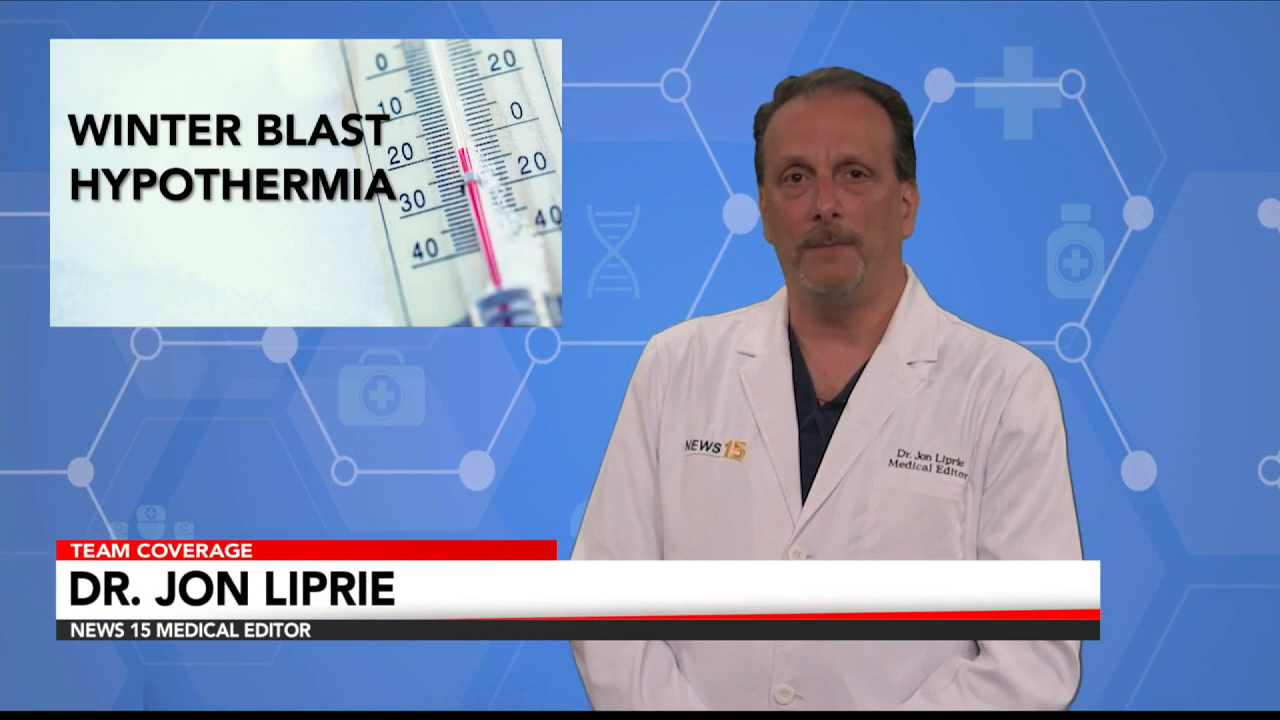 WINTER BLAST
HYPOTHERMIA
0
10
20
30
40
20
0
20
40
NEWS 15
Dr. Jon Liprie
Medical Editor
TEAM COVERAGE
DR. JON LIPRIE
NEWS 15 MEDICAL EDITOR